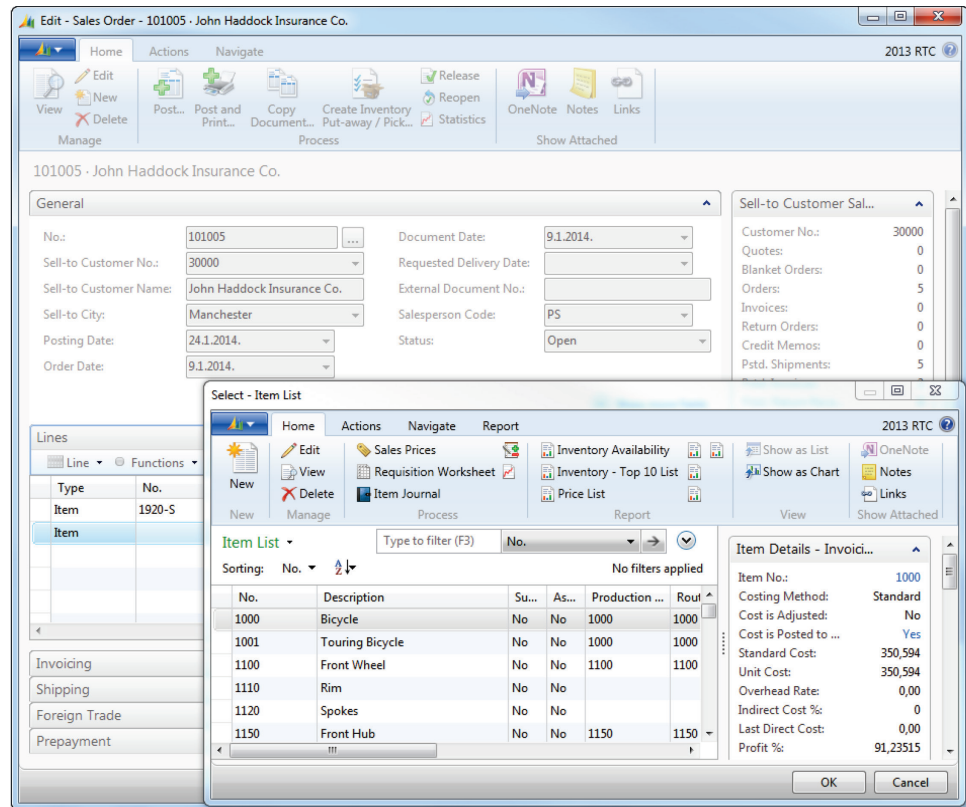 Edit - Sales Order - 101005 · John Haddock Insurance Co.
Home Actions Navigate 2013 RTC
View
Edit
New
Delete
Manage
Post...
Post and Print...
Copy Document...
Create Inventory Put-away / Pick...
Release
Reopen
Statistics
Process
OneNote Notes Links
Show Attached
101005 · John Haddock Insurance Co.
General
No.: 101005 ...
Sell-to Customer No.: 30000
Sell-to Customer Name: John Haddock Insurance Co.
Sell-to City: Manchester
Posting Date: 24.1.2014.
Order Date: 9.1.2014.
Document Date: 9.1.2014.
Requested Delivery Date:
External Document No.:
Salesperson Code: PS
Status: Open
Sell-to Customer Sal...
Customer No.: 30000
Quotes: 0
Blanket Orders: 0
Orders: 5
Invoices: 0
Return Orders: 0
Credit Memos: 0
Pstd. Shipments: 5
Lines
Line Functions
Type No.
Item 1920-S
Item
Invoicing
Shipping
Foreign Trade
Prepayment
Select - Item List
Home Actions Navigate Report 2013 RTC
New
New
Edit
View
Delete
Manage
Sales Prices
Requisition Worksheet
Item Journal
Process
Inventory Availability
Inventory - Top 10 List
Price List
Report
Show as List
Show as Chart
View
OneNote
Notes
Links
Show Attached
Item List Type to filter (F3) No.
Sorting: No. No filters applied
No. Description Su... As... Production ... Rout
1000 Bicycle No No 1000 1000
1001 Touring Bicycle No No 1000 1000
1100 Front Wheel No No 1100 1100
1110 Rim No No
1120 Spokes No No
1150 Front Hub No No 1150 1150
Item Details - Invoici...
Item No.: 1000
Costing Method: Standard
Cost is Adjusted: No
Cost is Posted to ... Yes
Standard Cost: 350,594
Unit Cost: 350,594
Overhead Rate: 0,00
Indirect Cost %: 0
Last Direct Cost: 0,00
Profit %: 91,23515
OK Cancel